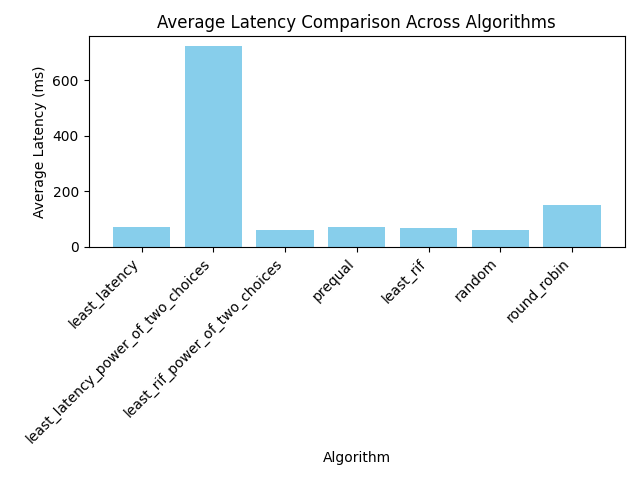 Average Latency Comparison Across Algorithms
Average Latency (ms)
600
400
200
0
least_latency
least_latency_power_of_two_choices
least_rif_power_of_two_choices
prequal
least_rif
random
round_robin
Algorithm